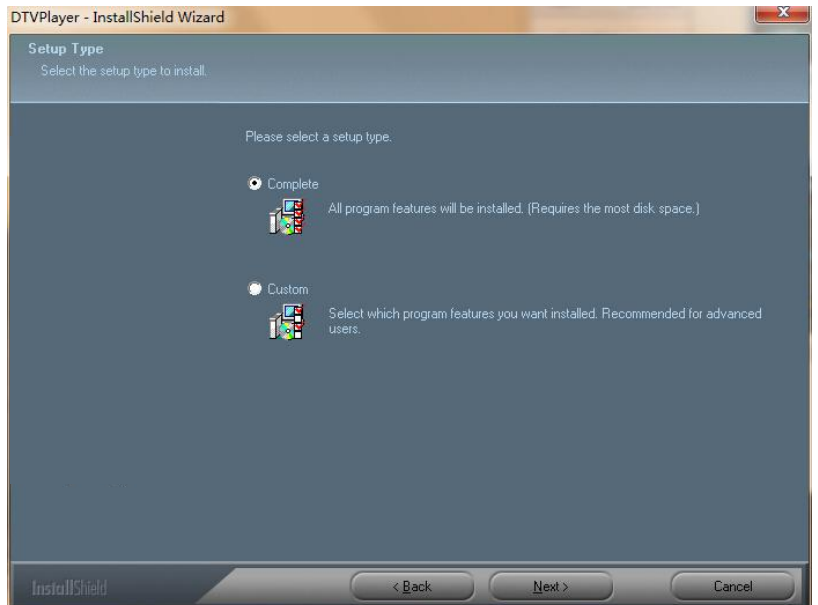 DTVPlayer - InstallShield Wizard
Setup Type
Select the setup type to install.
Please select a setup type.
Complete
All program features will be installed. (Requires the most disk space.)
Custom
Select which program features you want installed. Recommended for advanced
users.
InstallShield
< Back
Next >
Cancel